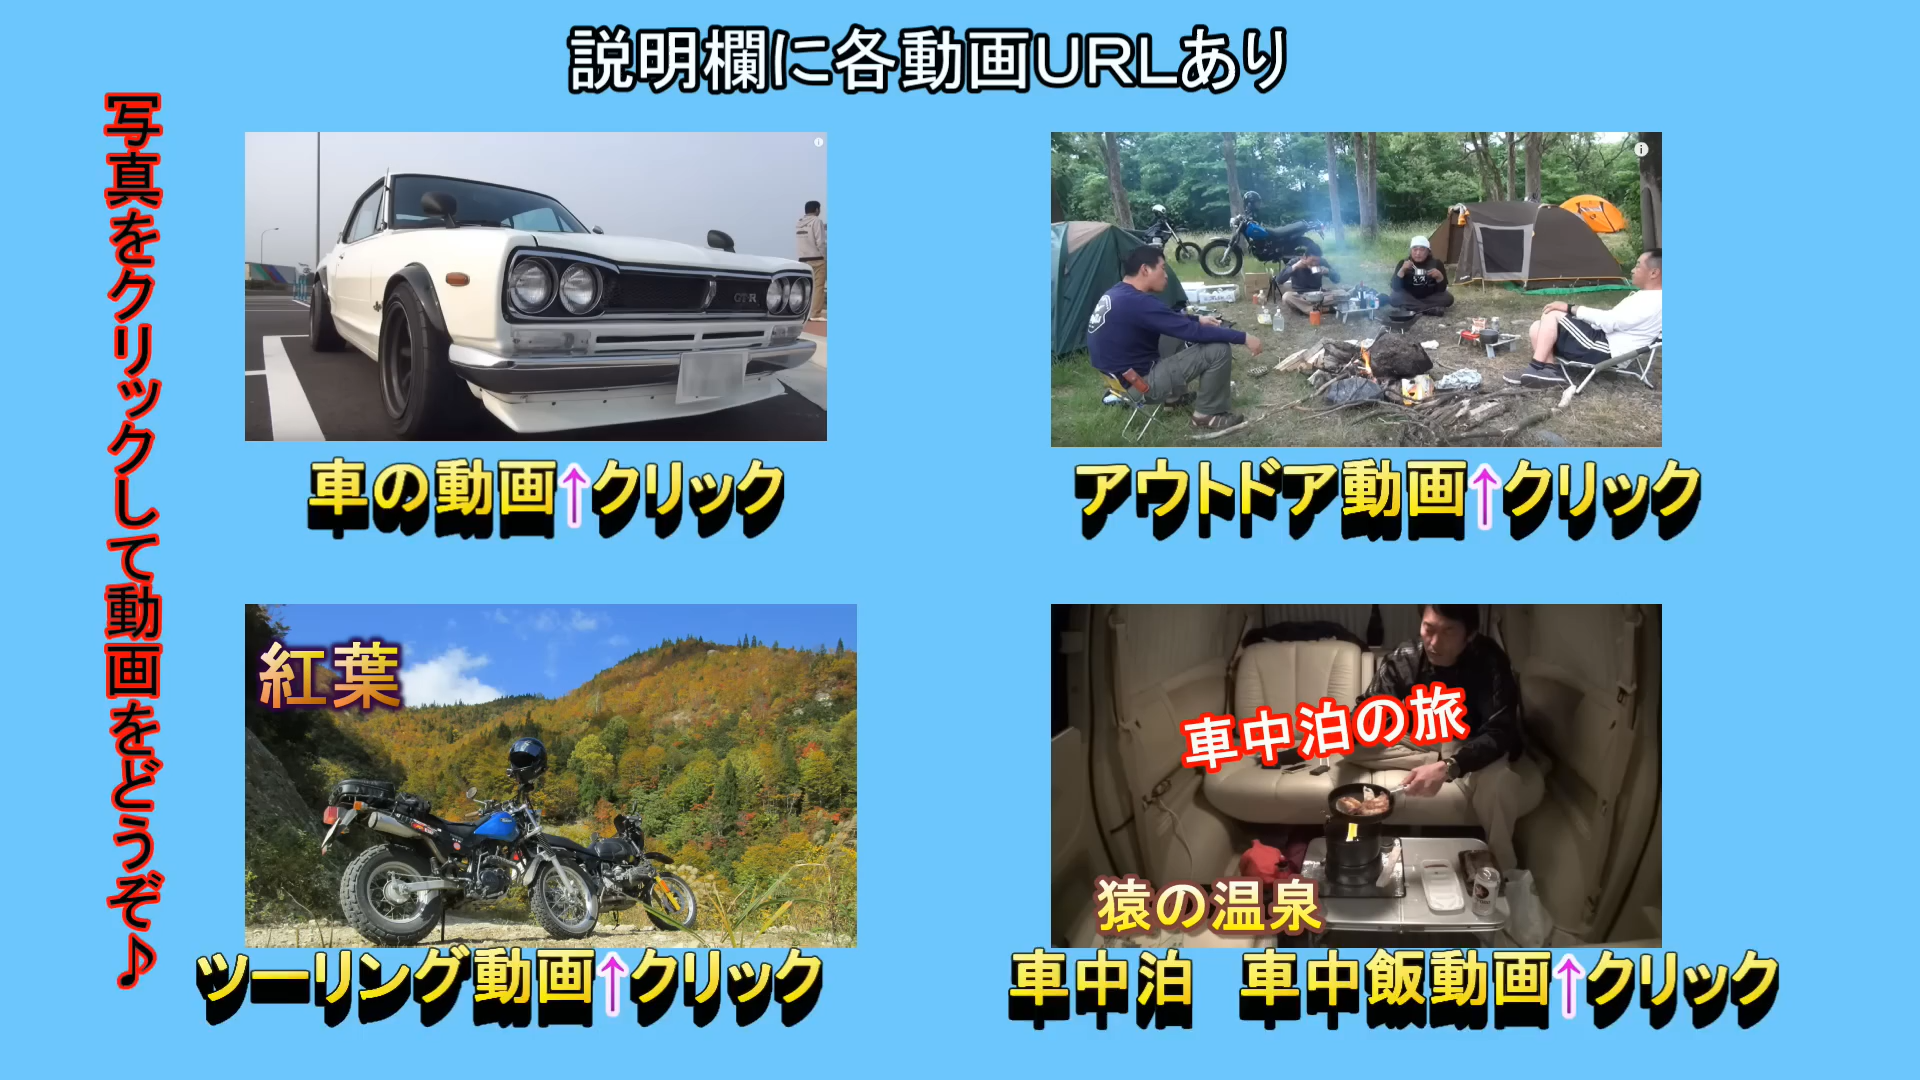 説明欄に各動画URLあり
写真をクリックして動画をどうぞ♪
GT-R
車の動画↑クリック
アウトドア動画↑クリック
紅葉
ツーリング動画↑クリック
車中泊の旅
猿の温泉
車中泊　車中飯動画↑クリック